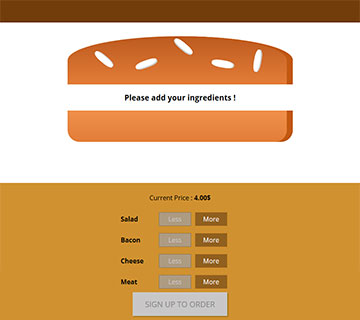 Please add your ingredients !
Current Price : 4.00$
Salad Less More
Bacon Less More
Cheese Less More
Meat Less More
SIGN UP TO ORDER